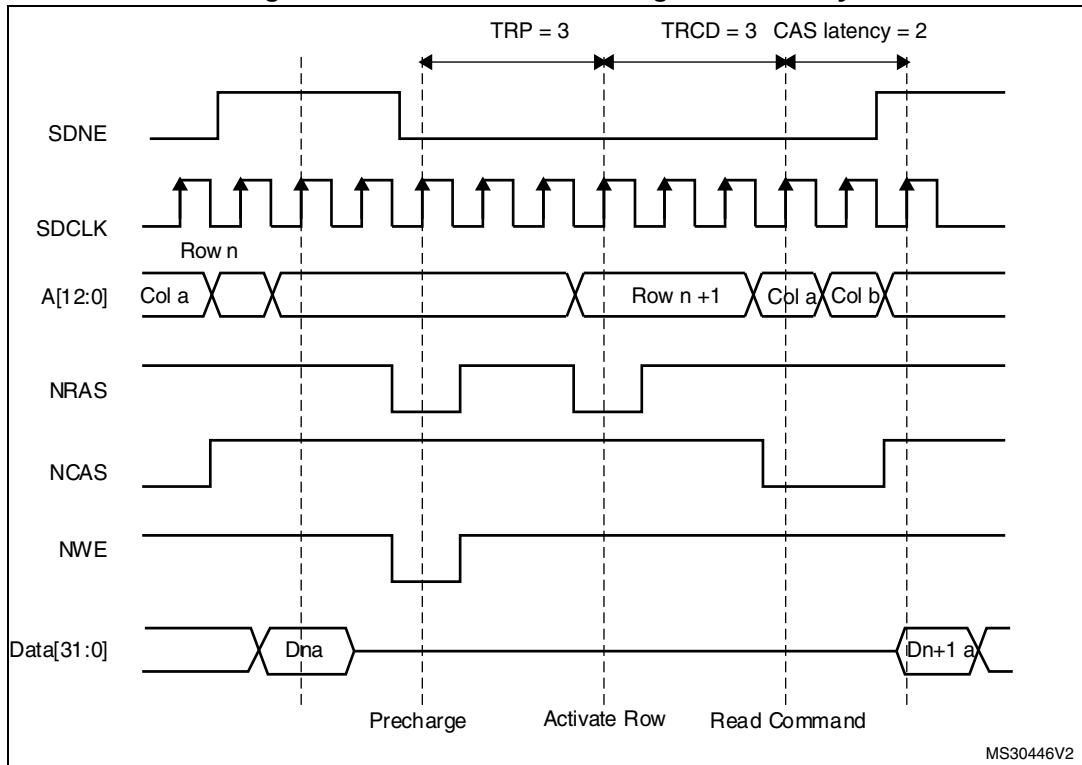 TRP = 3 TRCD = 3 CAS latency = 2
SDNE
SDCLK
Row n
A[12:0] Col a Row n +1 Col a Col b
NRAS
NCAS
NWE
Data[31:0] Dna Dn+1 a
Precharge Activate Row Read Command
MS30446V2